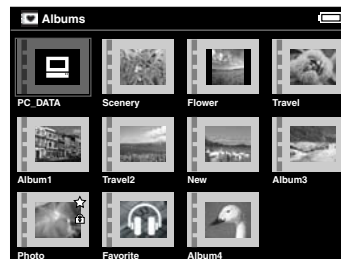 Albums
PC_DATA Scenery Flower Travel
Album1 Travel2 New Album3
Photo Favorite Album4